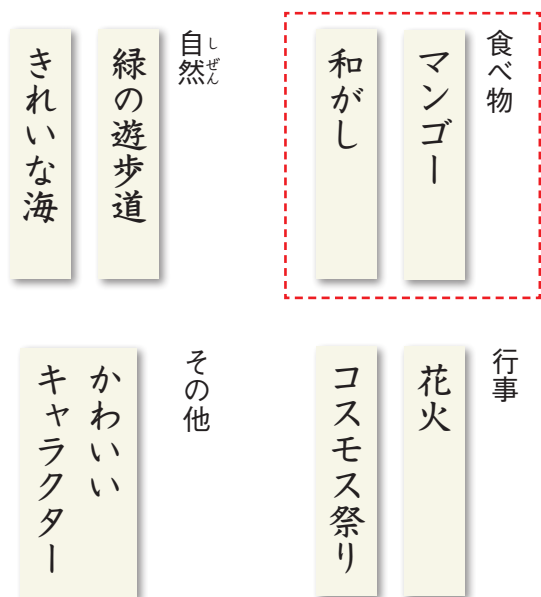 食べ物
マンゴー
和がし
自然
しぜん
緑の遊歩道
きれいな海
行事
花火
コスモス祭り
その他
かわいい
キャラクター